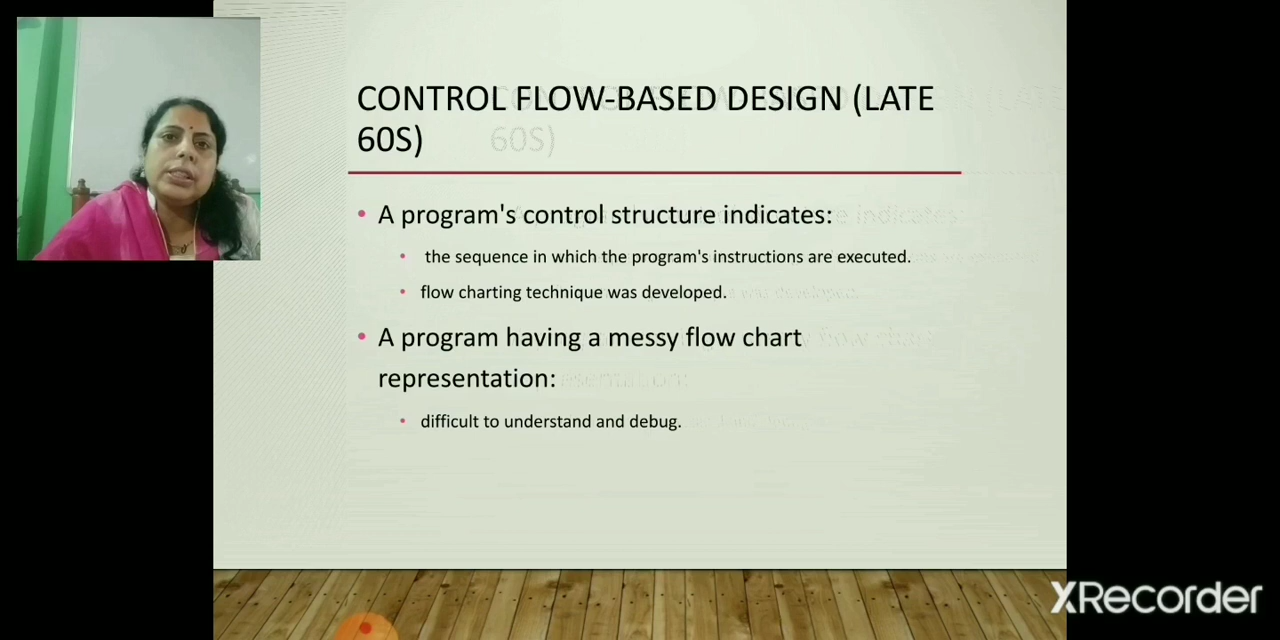 CONTROL FLOW-BASED DESIGN (LATE
60S)
• A program's control structure indicates:
• the sequence in which the program's instructions are executed.
• flow charting technique was developed.
• A program having a messy flow chart
representation:
• difficult to understand and debug.
XRecorder